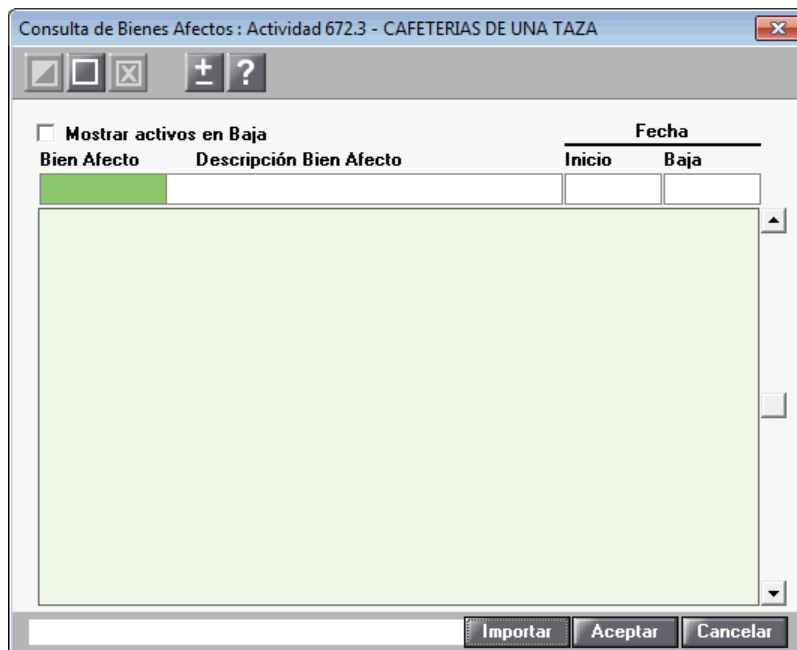 Consulta de Bienes Afectos : Actividad 672.3 - CAFETERIAS DE UNA TAZA
Mostrar activos en Baja
Fecha
Bien Afecto Descripción Bien Afecto Inicio Baja
Importar Aceptar Cancelar